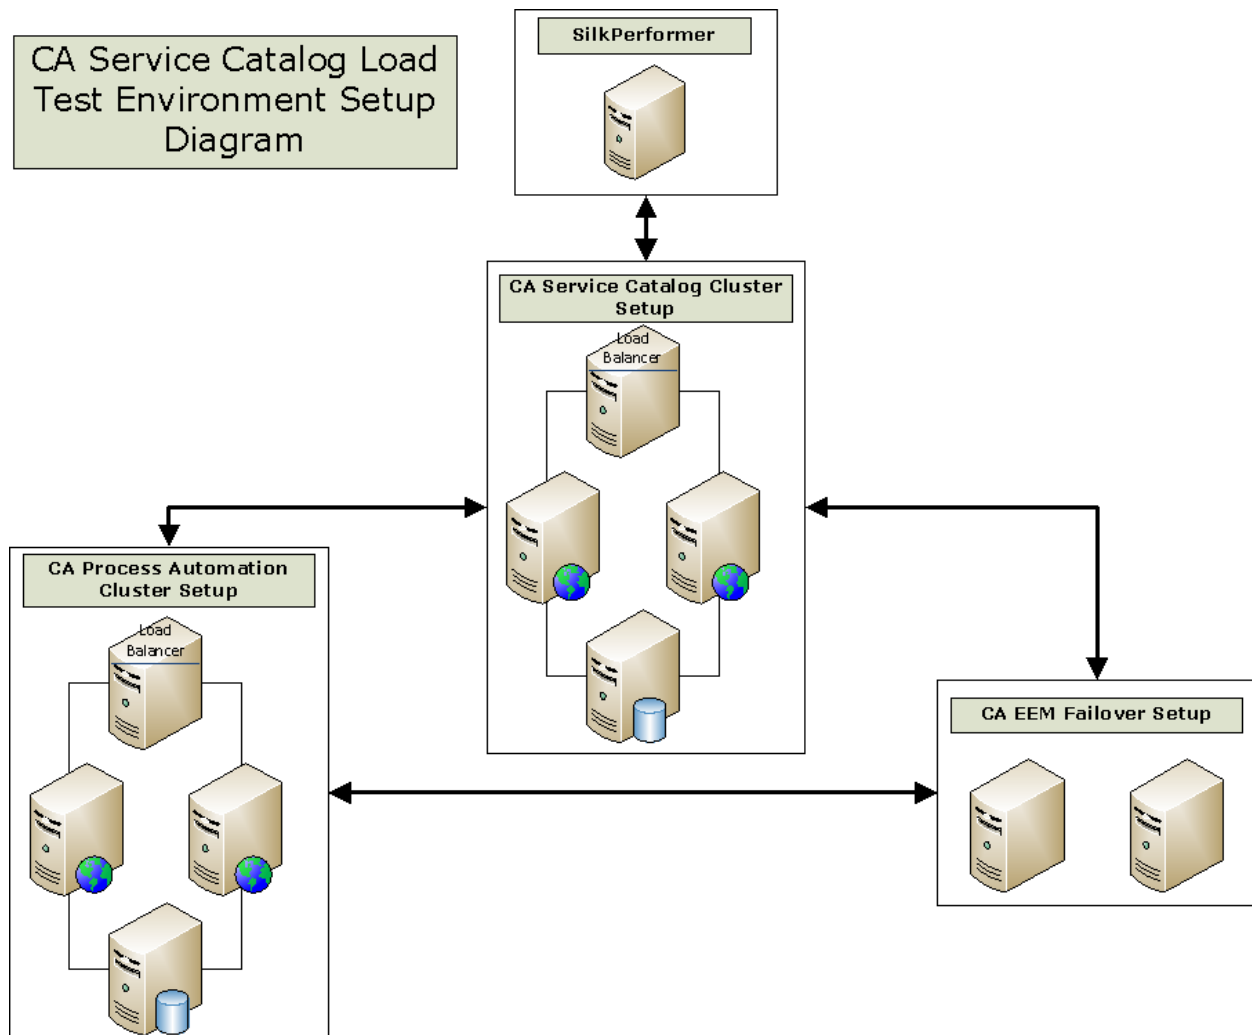 CA Service Catalog Load
Test Environment Setup
Diagram
SilkPerformer
CA Service Catalog Cluster
Setup
Load
Balancer
CA Process Automation
Cluster Setup
Load
Balancer
CA EEM Failover Setup